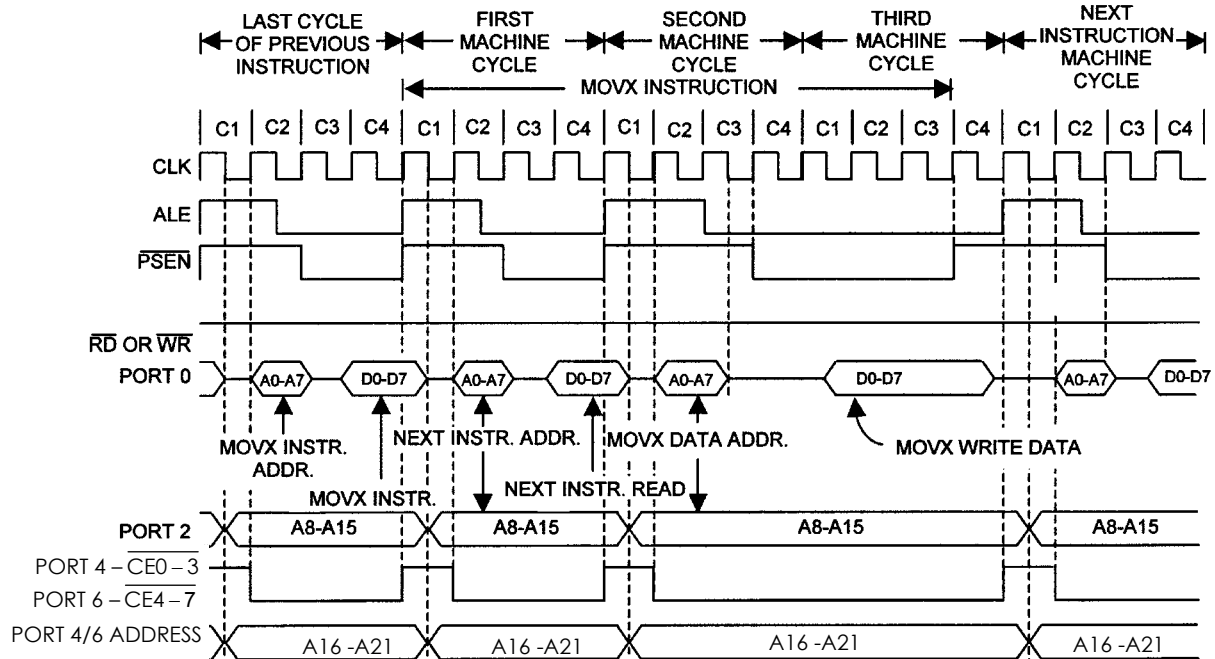 LAST CYCLE OF PREVIOUS INSTRUCTION
FIRST MACHINE CYCLE
SECOND MACHINE CYCLE
THIRD MACHINE CYCLE
NEXT INSTRUCTION MACHINE CYCLE
MOVX INSTRUCTION
C1 C2 C3 C4 C1 C2 C3 C4 C1 C2 C3 C4 C1 C2 C3 C4 C1 C2 C3 C4
CLK
ALE
PSEN
RD OR WR
PORT 0 A0-A7 D0-D7 A0-A7 D0-D7 A0-A7 D0-D7 A0-A7 D0-D7
MOVX INSTR. ADDR.
MOVX INSTR.
NEXT INSTR. ADDR.
NEXT INSTR. READ
MOVX DATA ADDR.
MOVX WRITE DATA
PORT 2 A8-A15 A8-A15 A8-A15 A8-A15
PORT 4 – CE0 – 3
PORT 6 – CE4 – 7
PORT 4/6 ADDRESS A16 -A21 A16 -A21 A16 -A21 A16 -A21